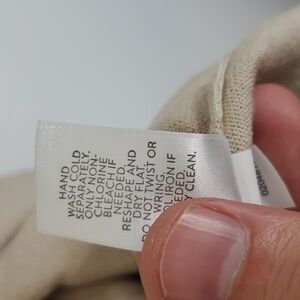 HAND
WASH COLD
SEPARATELY.
ONLY NON-
CHLORINE
BLEACH IF
NEEDED.
RESHAPE AND
DRY FLAT.
DO NOT TWIST OR
WRING.
IRON IF
CLEAN.